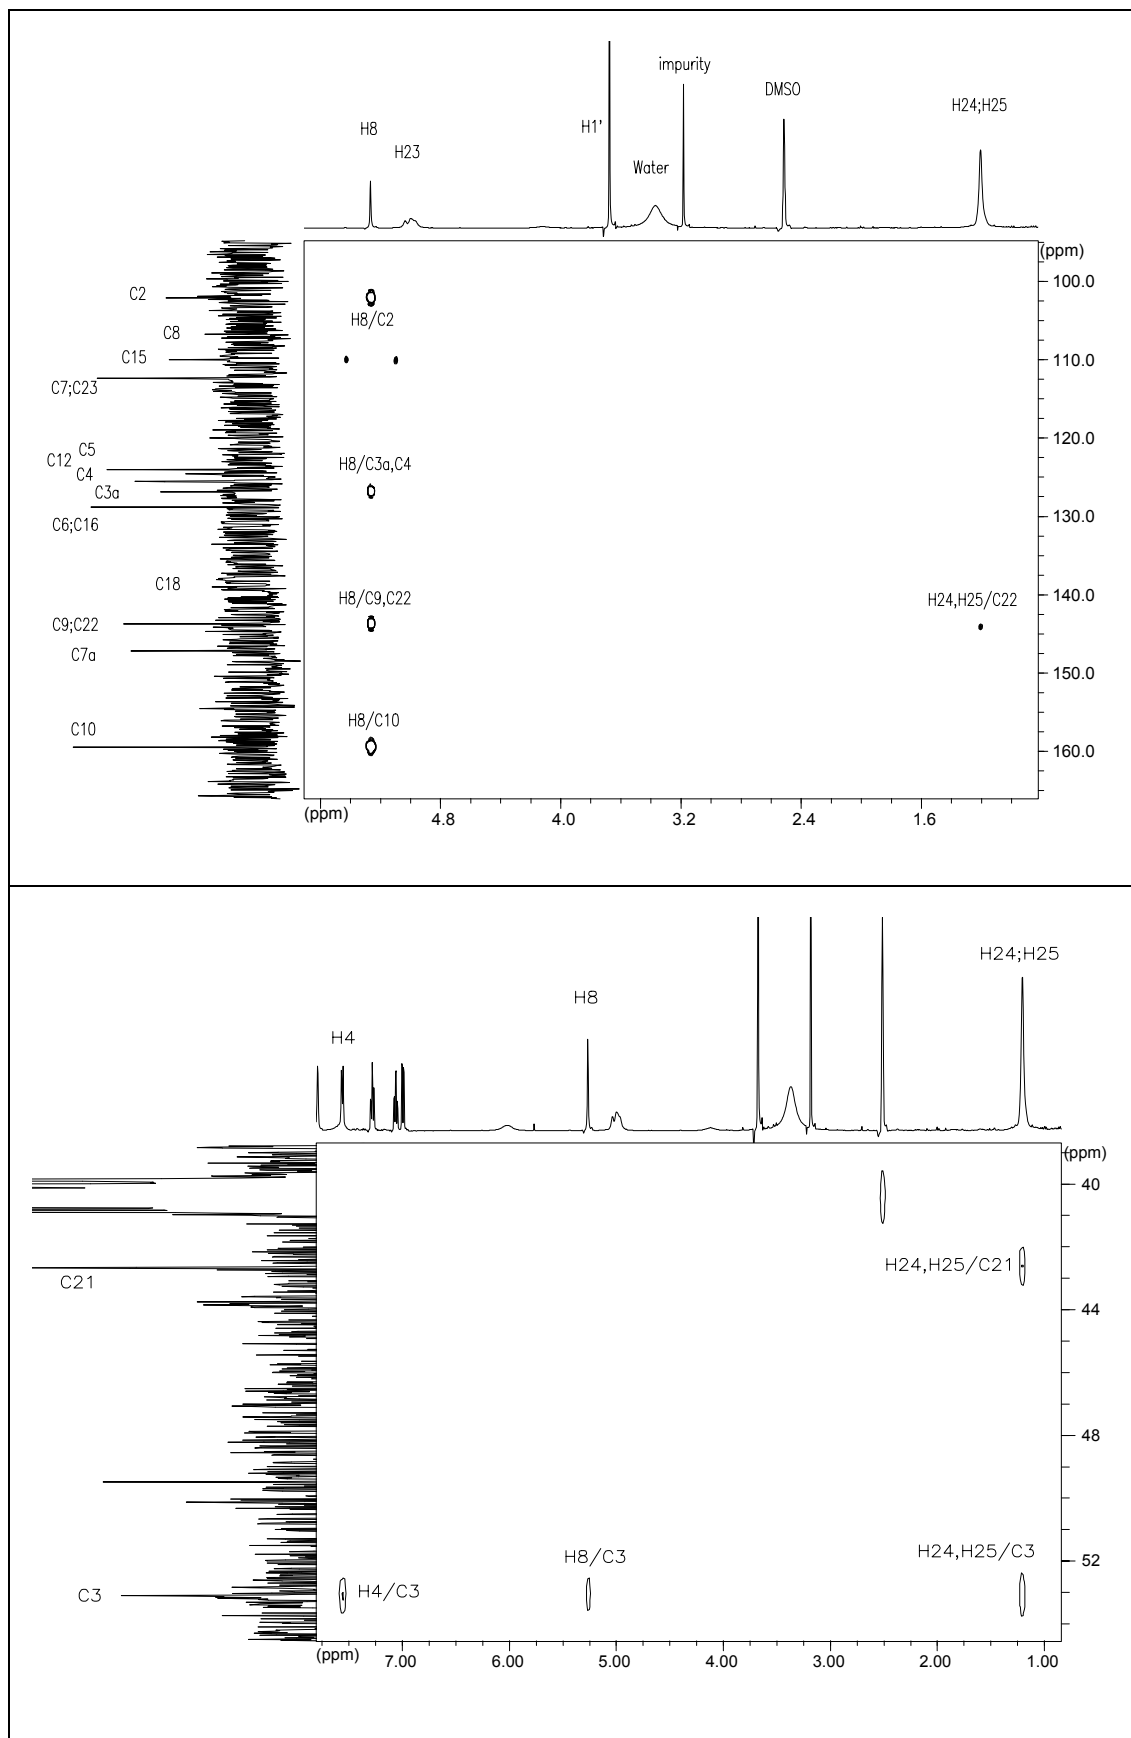 impurity
DMSO
H24;H25
H8
H1'
H23
Water
(ppm)
C2
100.0
H8/C2
C8
C15
110.0
C7;C23
120.0
C5
C12
H8/C3a,C4
C4
C3a
130.0
C6;C16
C18
140.0
H8/C9,C22
H24,H25/C22
C9;C22
C7a
150.0
H8/C10
C10
160.0
(ppm)
4.8 4.0 3.2 2.4 1.6
H24;H25
H8
H4
(ppm)
40
H24,H25/C21
C21
44
48
H24,H25/C3
H8/C3
52
C3
H4/C3
(ppm)
7.00 6.00 5.00 4.00 3.00 2.00 1.00